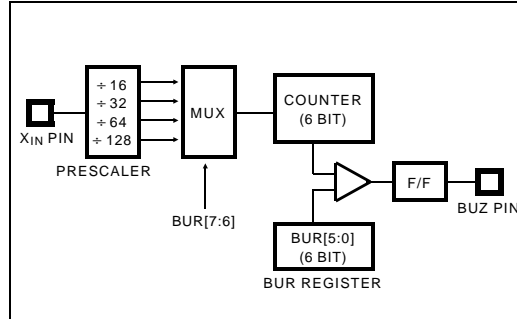 ÷ 16
÷ 32
÷ 64
÷ 128
XIN PIN
PRESCALER
MUX
BUR[7:6]
COUNTER
(6 BIT)
F/F
BUZ PIN
BUR[5:0]
(6 BIT)
BUR REGISTER